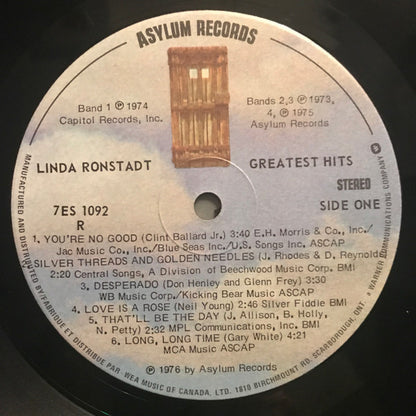 ASYLUM RECORDS
Band 1 ℗ 1974
Capitol Records, Inc.
Bands 2,3 ℗ 1973,
4, ℗ 1975
Asylum Records
LINDA RONSTADT
GREATEST HITS
STEREO
7ES 1092
R
SIDE ONE
1. YOU'RE NO GOOD (Clint Ballard Jr.) 3:40 E.H. Morris & Co., Inc./
Jac Music Co., Inc./Blue Seas Inc./U.S. Songs Inc. ASCAP
2. SILVER THREADS AND GOLDEN NEEDLES (J. Rhodes & D. Reynolds)
2:20 Central Songs, A Division of Beechwood Music Corp. BMI
3. DESPERADO (Don Henley and Glenn Frey) 3:30
WB Music Corp./Kicking Bear Music ASCAP
4. LOVE IS A ROSE (Neil Young) 2:46 Silver Fiddle BMI
5. THAT'LL BE THE DAY (J. Allison, B. Holly,
N. Petty) 2:32 MPL Communications, Inc. BMI
6. LONG, LONG TIME (Gary White) 4:21
MCA Music ASCAP
℗ 1976 by Asylum Records
MANUFACTURED AND DISTRIBUTED BY/FABRIQUE ET DISTRIBUE PAR WEA MUSIC OF CANADA, LTD. 1810 BIRCHMOUNT RD. SCARBOROUGH, ONT. A WARNER COMMUNICATIONS COMPANY